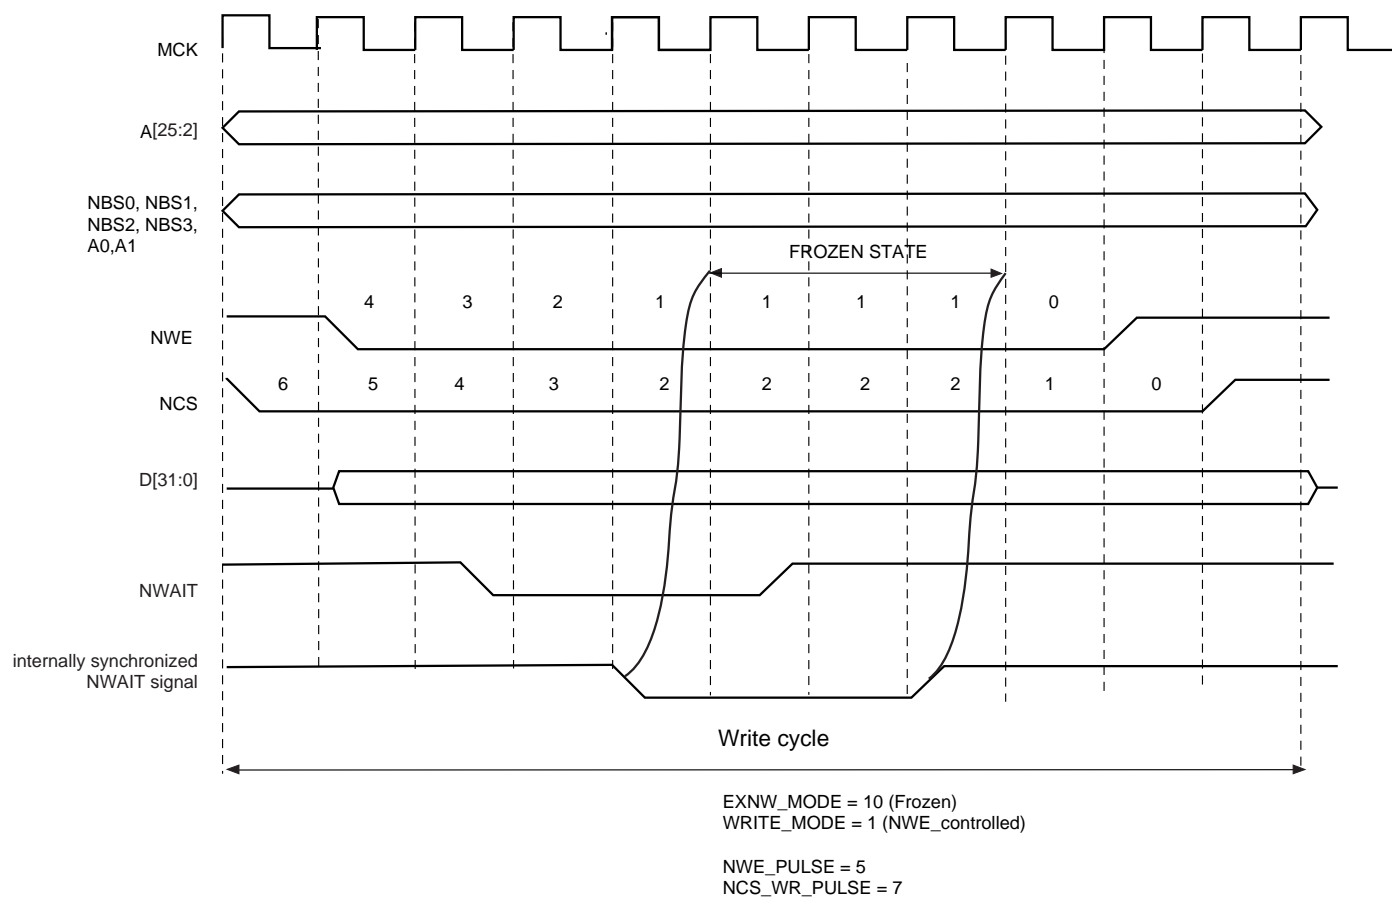 MCK
A[25:2]
NBS0, NBS1,
NBS2, NBS3,
A0,A1
FROZEN STATE
4 3 2 1 1 1 1 0
NWE
6 5 4 3 2 2 2 2 1 0
NCS
D[31:0]
NWAIT
internally synchronized
NWAIT signal
Write cycle
EXNW_MODE = 10 (Frozen)
WRITE_MODE = 1 (NWE_controlled)
NWE_PULSE = 5
NCS_WR_PULSE = 7